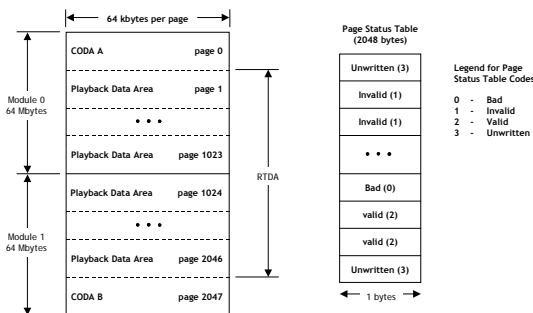 64 kbytes per page
CODA A page 0
Playback Data Area page 1
• • •
Playback Data Area page 1023
Playback Data Area page 1024
• • •
Playback Data Area page 2046
CODA B page 2047
Module 0
64 Mbytes
Module 1
64 Mbytes
RTDA
Page Status Table
(2048 bytes)
Unwritten (3)
Invalid (1)
Invalid (1)
• • •
Bad (0)
valid (2)
valid (2)
Unwritten (3)
1 bytes
Legend for Page
Status Table Codes
0 - Bad
1 - Invalid
2 - Valid
3 - Unwritten